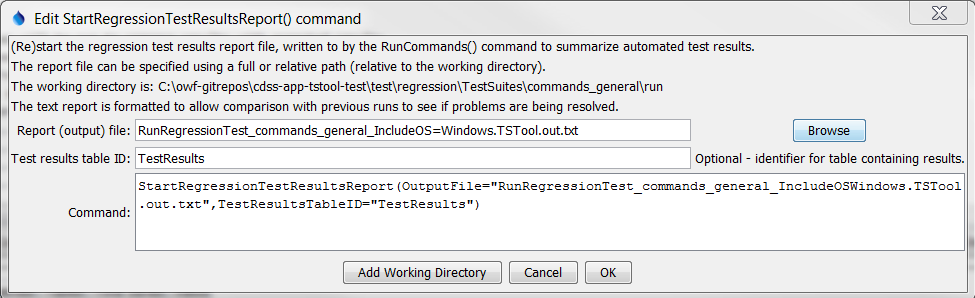 Edit StartRegressionTestResultsReport() command
(Re)start the regression test results report file, written to by the RunCommands() command to summarize automated test results.
The report file can be specified using a full or relative path (relative to the working directory).
The working directory is: C:\owf-gitrepos\cdss-app-tstool-test\test\regression\TestSuites\commands_general\run
The text report is formatted to allow comparison with previous runs to see if problems are being resolved.
Report (output) file: RunRegressionTest_commands_general_IncludeOS=Windows.TSTool.out.txt Browse
Test results table ID: TestResults Optional - identifier for table containing results.
Command: StartRegressionTestResultsReport(OutputFile="RunRegressionTest_commands_general_IncludeOSWindows.TSTool
.out.txt",TestResultsTableID="TestResults")
Add Working Directory Cancel OK